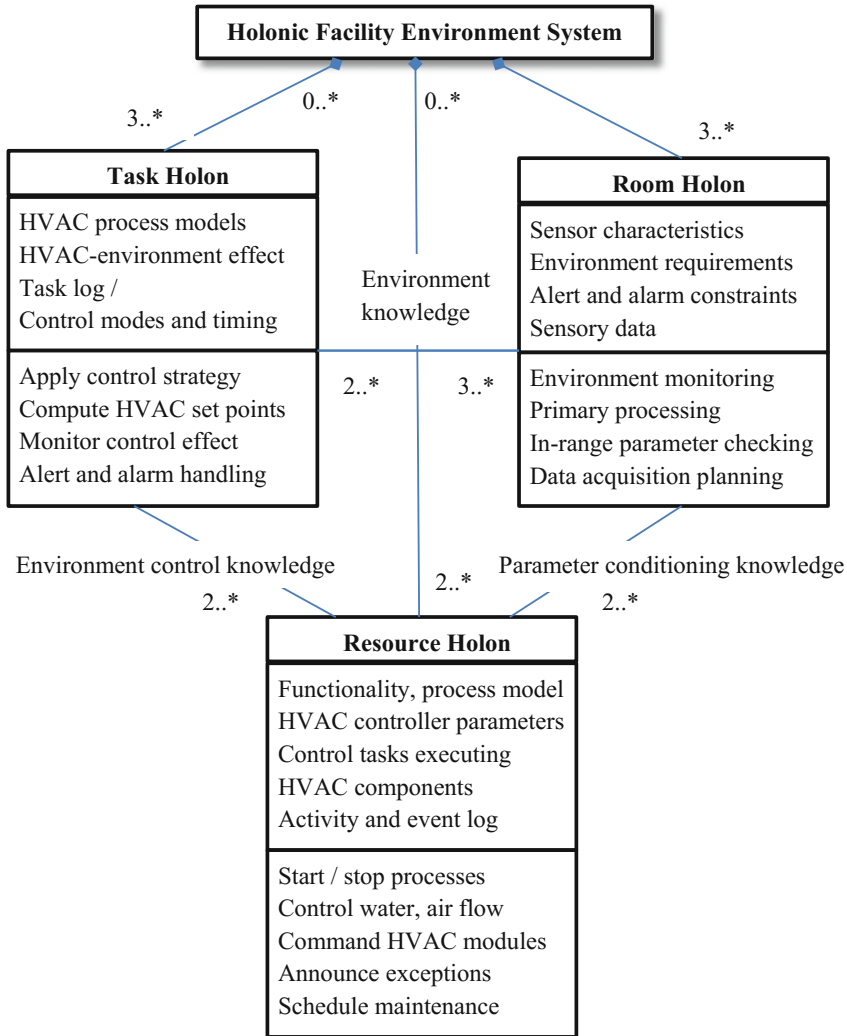 Holonic Facility Environment System
0..*
0..*
3..*
3..*
Task Holon
HVAC process models
HVAC-environment effect
Task log /
Control modes and timing
Apply control strategy
Compute HVAC set points
Monitor control effect
Alert and alarm handling
Environment
knowledge
2..*
3..*
Room Holon
Sensor characteristics
Environment requirements
Alert and alarm constraints
Sensory data
Environment monitoring
Primary processing
In-range parameter checking
Data acquisition planning
Environment control knowledge
2..*
2..*
Parameter conditioning knowledge
2..*
Resource Holon
Functionality, process model
HVAC controller parameters
Control tasks executing
HVAC components
Activity and event log
Start / stop processes
Control water, air flow
Command HVAC modules
Announce exceptions
Schedule maintenance